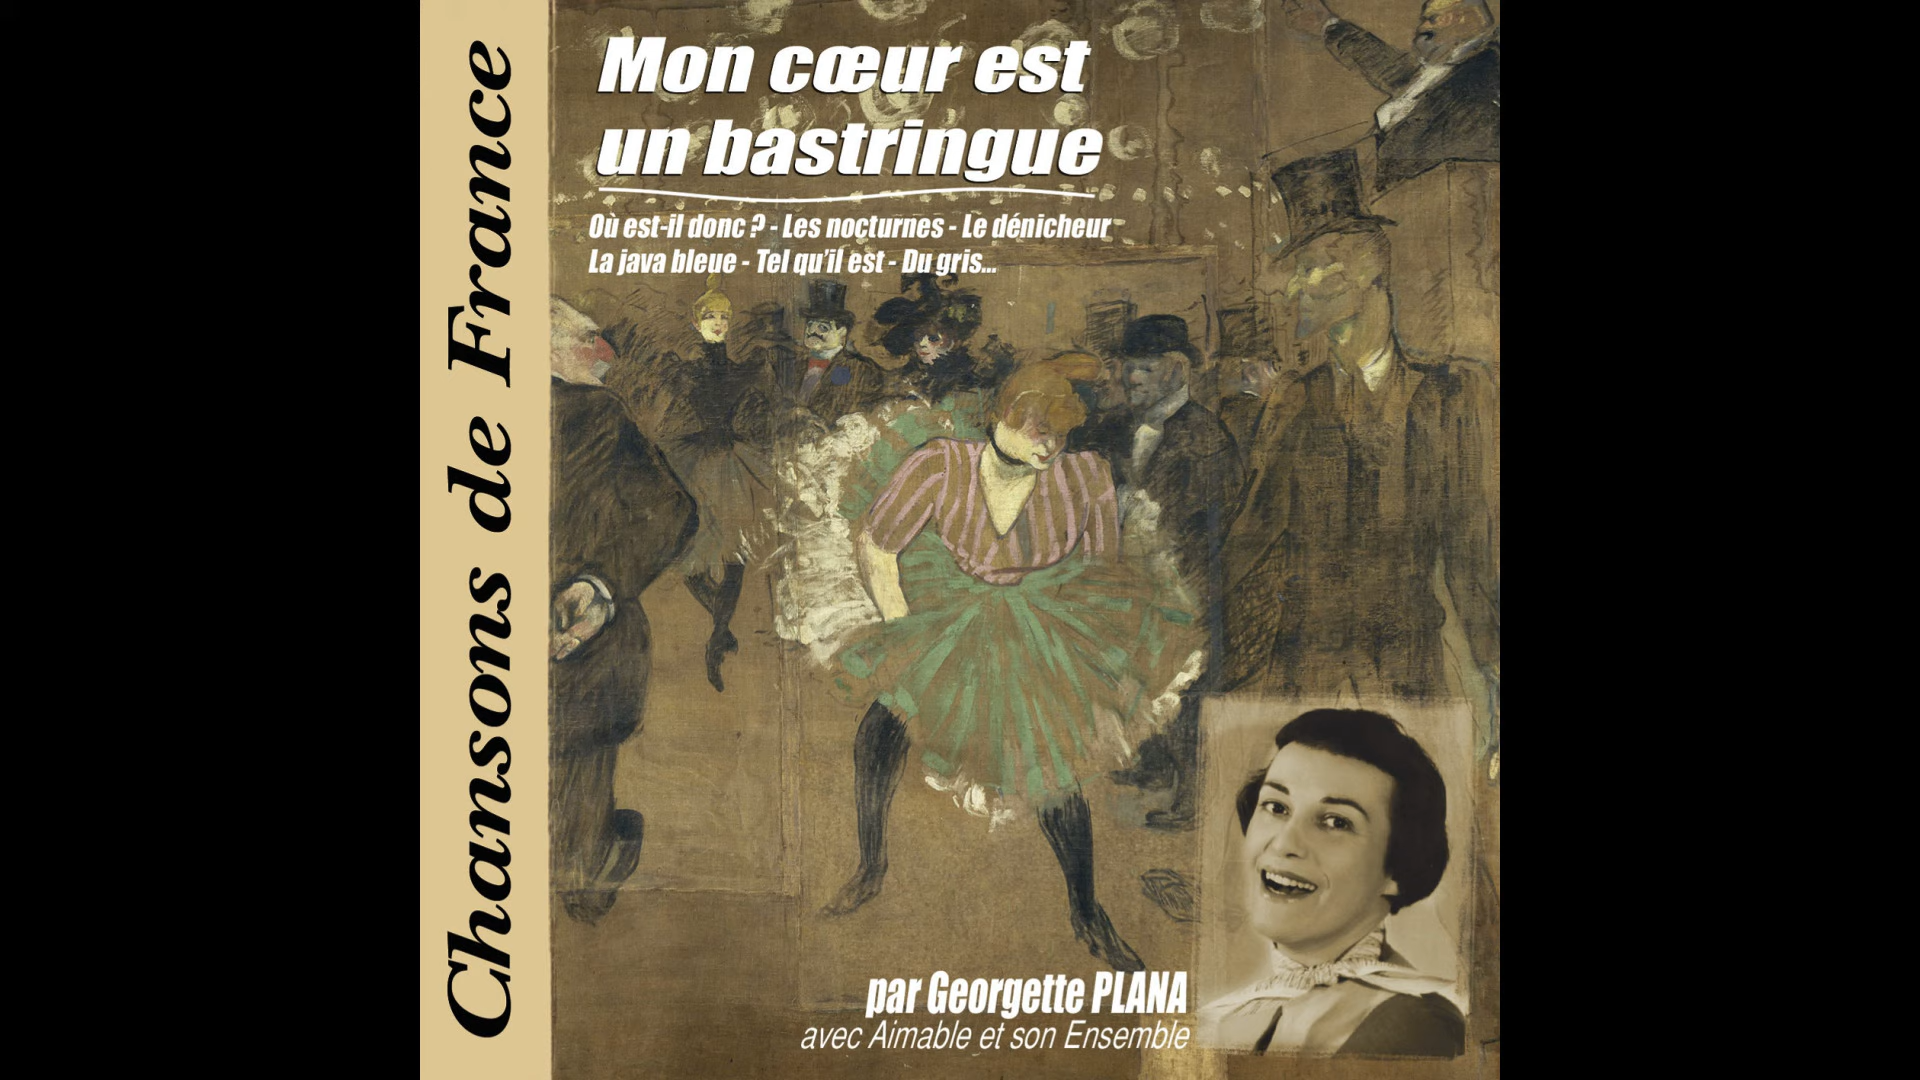 Chansons de France
Mon cœur est
un bastringue
Où est-il donc ? - Les nocturnes - Le dénicheur
La java bleue - Tel qu'il est - Du gris...
par Georgette PLANA
avec Aimable et son Ensemble